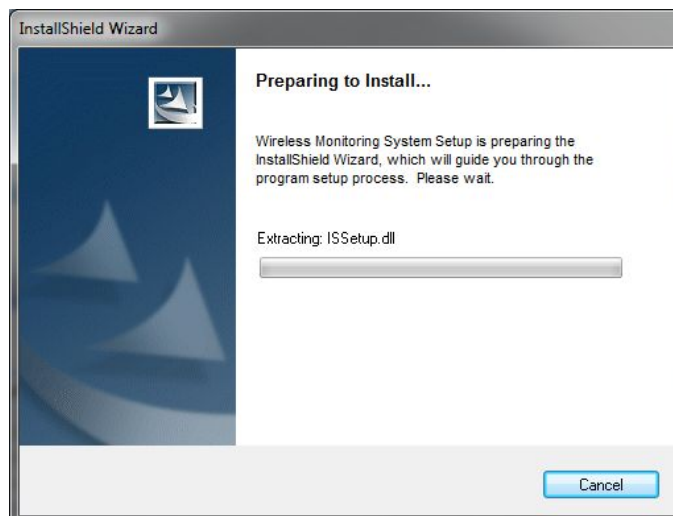 InstallShield Wizard
Preparing to Install...
Wireless Monitoring System Setup is preparing the
InstallShield Wizard, which will guide you through the
program setup process.  Please wait.
Extracting: ISSetup.dll
Cancel